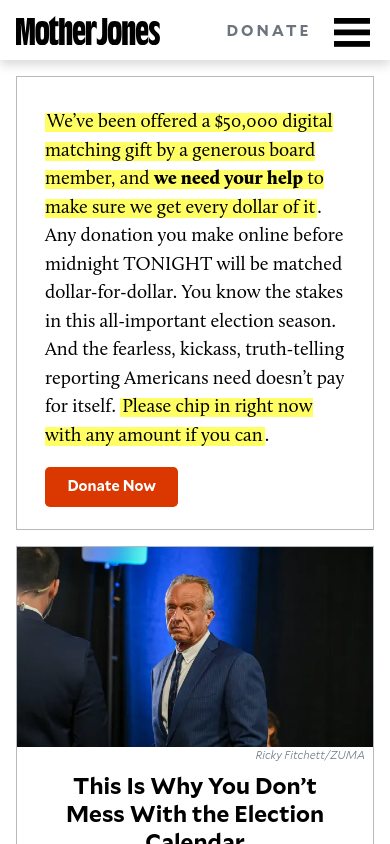 Mother Jones
DONATE
We’ve been offered a $50,000 digital
matching gift by a generous board
member, and we need your help to
make sure we get every dollar of it.
Any donation you make online before
midnight TONIGHT will be matched
dollar-for-dollar. You know the stakes
in this all-important election season.
And the fearless, kickass, truth-telling
reporting Americans need doesn’t pay
for itself. Please chip in right now
with any amount if you can.
Donate Now
Ricky Fitchett/ZUMA
This Is Why You Don’t
Mess With the Election
Calendar